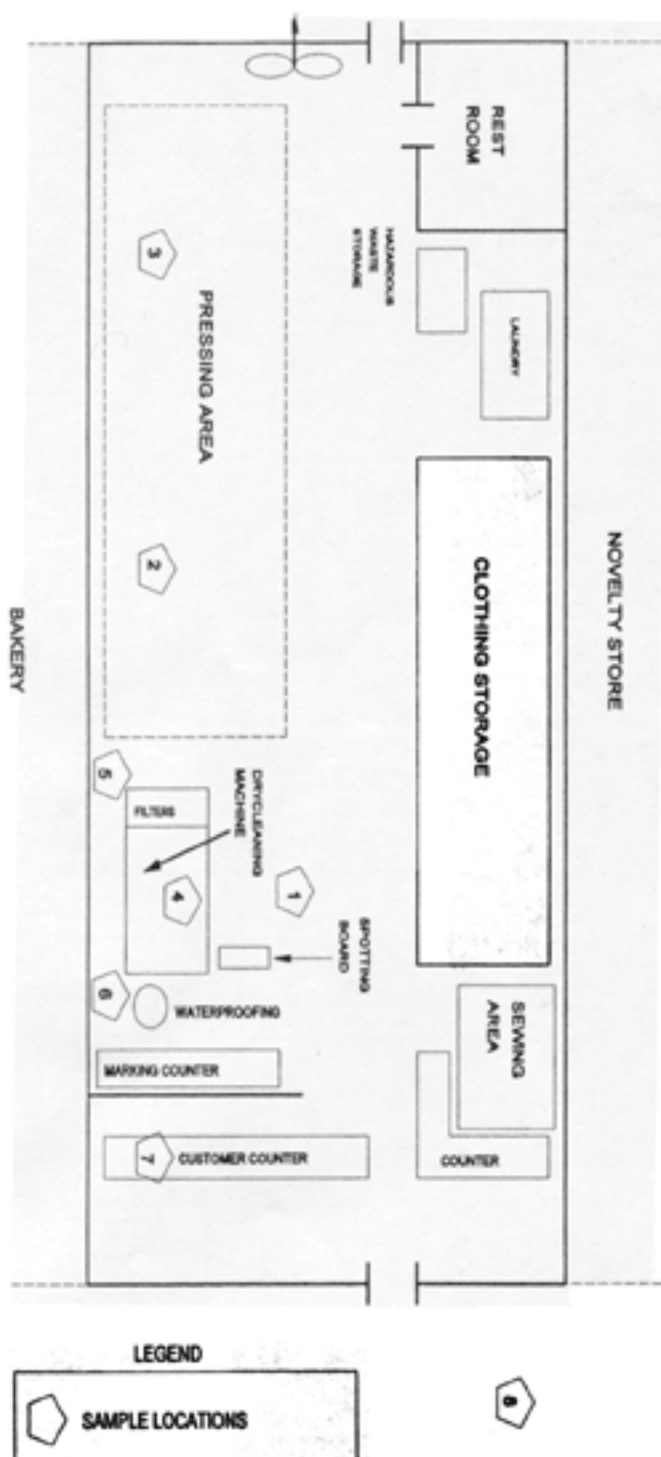 REST
ROOM
HAZARDOUS
WASTE
STORAGE
LAUNDRY
3
PRESSING AREA
2
CLOTHING STORAGE
NOVELTY STORE
BAKERY
5
FILTERS
DRYCLEANING
MACHINE
4
1
SPOTTING
BOARD
6
WATERPROOFING
SEWING
AREA
MARKING COUNTER
7
CUSTOMER COUNTER
COUNTER
LEGEND
SAMPLE LOCATIONS
8